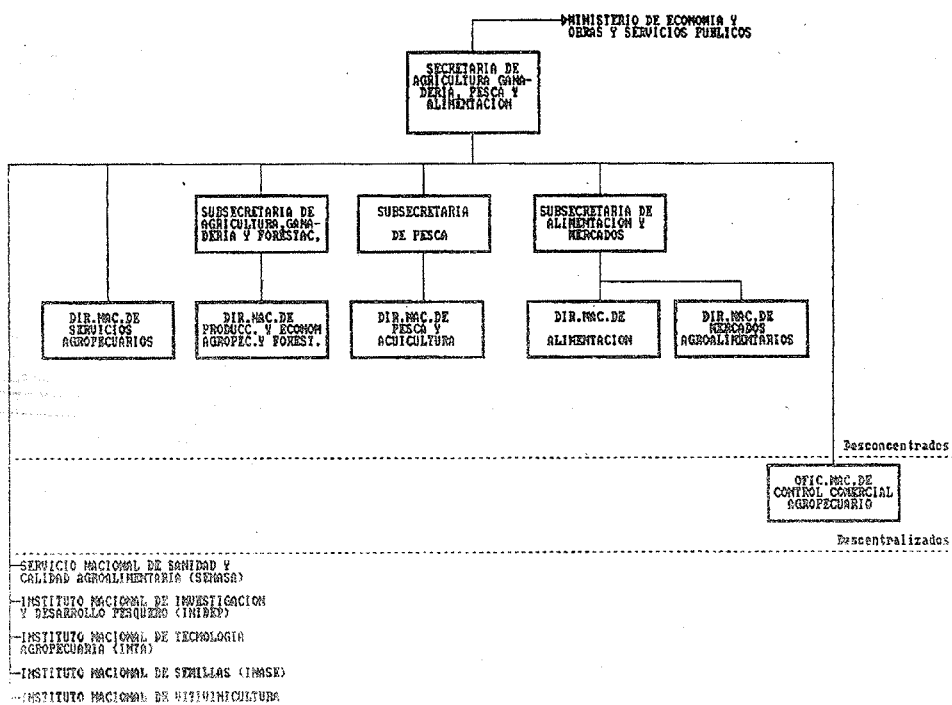 MINISTERIO DE ECONOMIA Y
OBRAS Y SERVICIOS PUBLICOS
SECRETARIA DE
AGRICULTURA GANA-
DERIA, PESCA Y
ALIMENTACION
SUBSECRETARIA DE
AGRICULTURA,GANA-
DERIA Y FORESTAC.
SUBSECRETARIA
DE PESCA
SUBSECRETARIA DE
ALIMENTACION Y
MERCADOS
DIR.NAC.DE
SERVICIOS
AGROPECUARIOS
DIR.NAC.DE
PRODUCC. Y ECONOM
AGROPEC.Y FOREST.
DIR.NAC.DE
PESCA Y
ACUICULTURA
DIR.NAC.DE
ALIMENTACION
DIR.NAC.DE
MERCADOS
AGROALIMENTARIOS
Desconcentrados
OFIC.NAC.DE
CONTROL COMERCIAL
AGROPECUARIO
Descentralizados
SERVICIO NACIONAL DE SANIDAD Y
CALIDAD AGROALIMENTARIA (SENASA)
INSTITUTO NACIONAL DE INVESTIGACION
Y DESARROLLO PESQUERO (INIDEP)
INSTITUTO NACIONAL DE TECNOLOGIA
AGROPECUARIA (INTA)
INSTITUTO NACIONAL DE SEMILLAS (INASE)
INSTITUTO NACIONAL DE VITIVINICULTURA